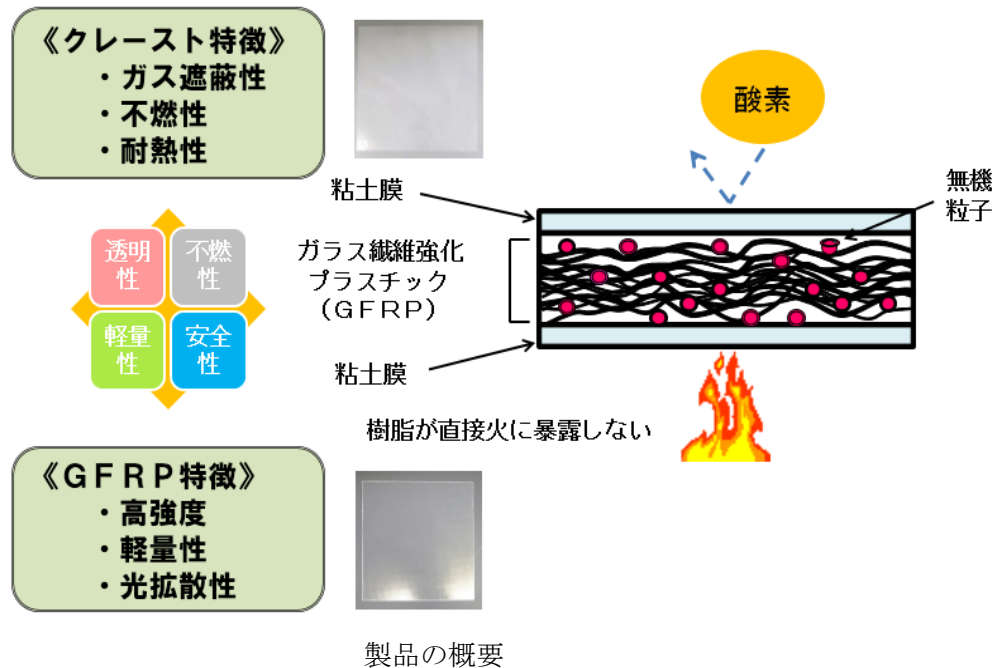 《クレースト特徴》
・ガス遮蔽性
・不燃性
・耐熱性
酸素
粘土膜
無機
粒子
ガラス繊維強化
プラスチック
（ＧＦＲＰ）
透明
性
不燃
性
軽量
性
安全
性
粘土膜
樹脂が直接火に暴露しない
《ＧＦＲＰ特徴》
・高強度
・軽量性
・光拡散性
製品の概要